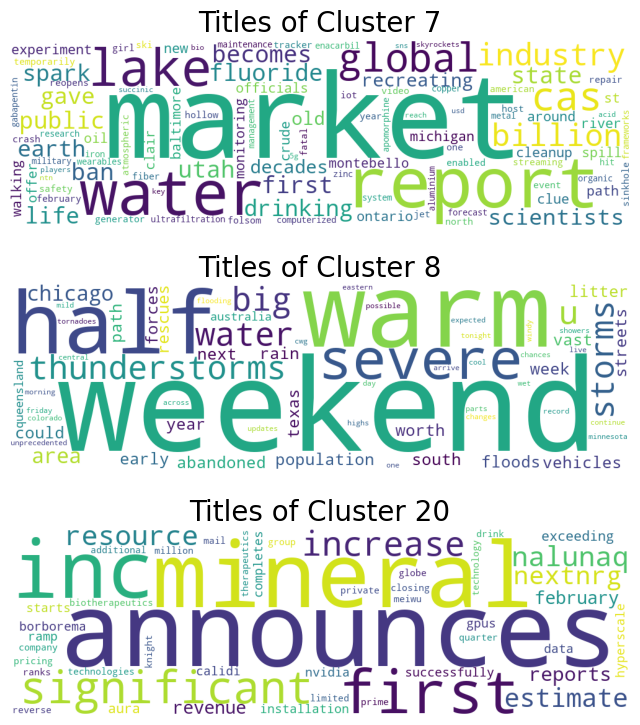 Titles of Cluster 7
experiment girl ski bio new maintenance tracker enacarbil sns skyrockets
temporarily lake becomes global industry
spark fluoride recreating state repair
gabapentin reopens succinic officials iot video copper american
gave hollow market cas st
public baltimore old usd host
crash research atmospheric clair monitoring management crude fatal year apomorphine reach metal billion acid frameworks
oil michigan one around river
earth iron utah decades enabled cleanup spill hit
military wearables montebello streaming
walking players ban water first zinc report event organic
ntn offer fiber system clue path
safety key drinking aluminium sinkhole
life february ontario jet forecast scientists
generator ultrafiltration folsom computerized north
Titles of Cluster 8
chicago half forces rescues flooding big eastern warm litter
mild path australia possible u
tornadoes water cwg expected tonight windy showers vast
central next rain severe chances live streets
thunderstorms arrive cool week storms
queensland morning weekend day wet
friday colorado across texas parts record
could year updates highs worth changes continue
unprecedented minnesota
area early abandoned population one south floods vehicles
Titles of Cluster 20
resource mail group drink exceeding
additional million increase
inc mineral nalunaq
therapeutics completes globe technology nextnrg
starts biotherapeutics private closing february
meiwu
borborema announces gpus hyperscale
ramp quarter data
company knight
pricing technologies calidi nvidia successfully reports
ranks significant limited first
reverse aura revenue installation prime estimate